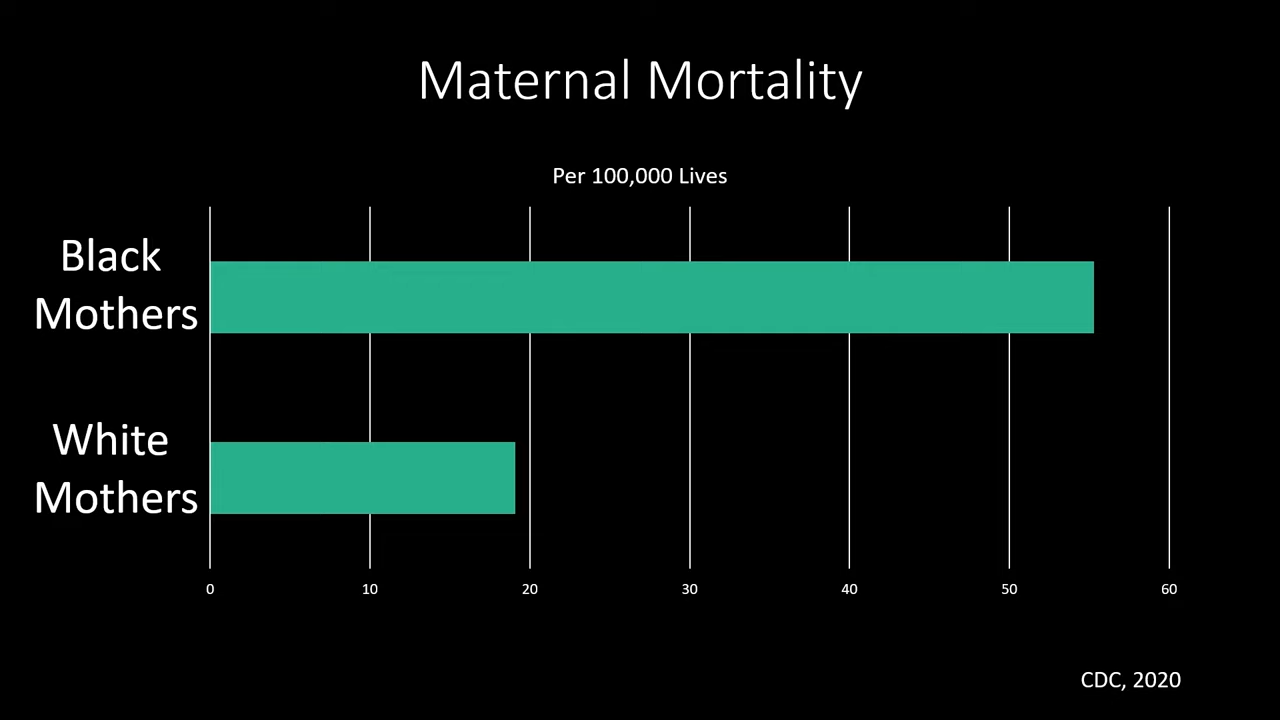 Maternal Mortality
Per 100,000 Lives
Black
Mothers
White
Mothers
0 10 20 30 40 50 60
CDC, 2020